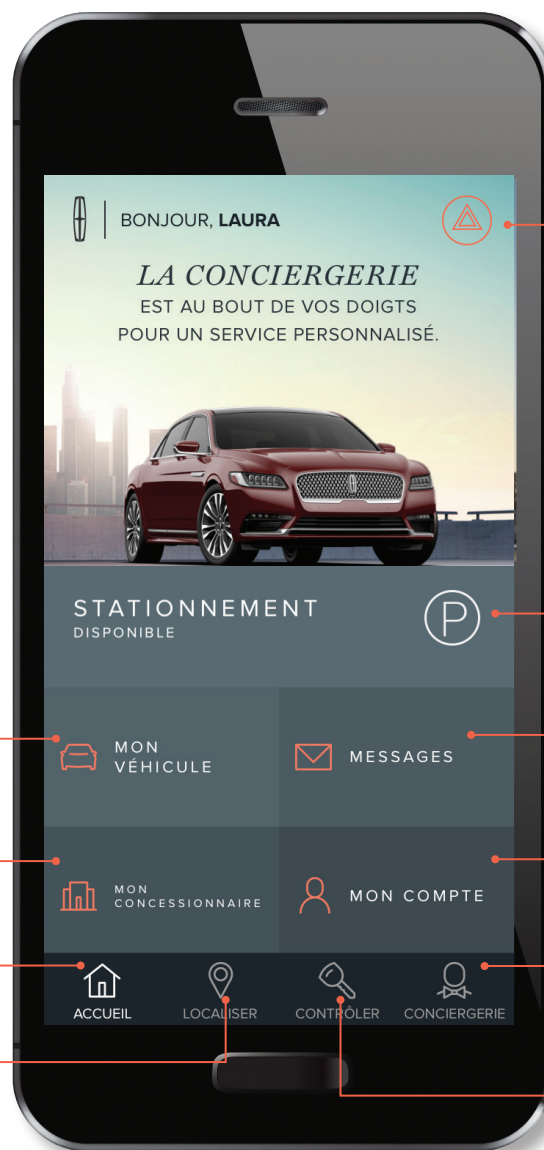 BONJOUR, LAURA
LA CONCIERGERIE
EST AU BOUT DE VOS DOIGTS
POUR UN SERVICE PERSONNALISÉ.
STATIONNEMENT
DISPONIBLE
P
MON
VÉHICULE
MESSAGES
MON
CONCESSIONNAIRE
MON COMPTE
ACCUEIL
LOCALISER
CONTRÔLER
CONCIERGERIE